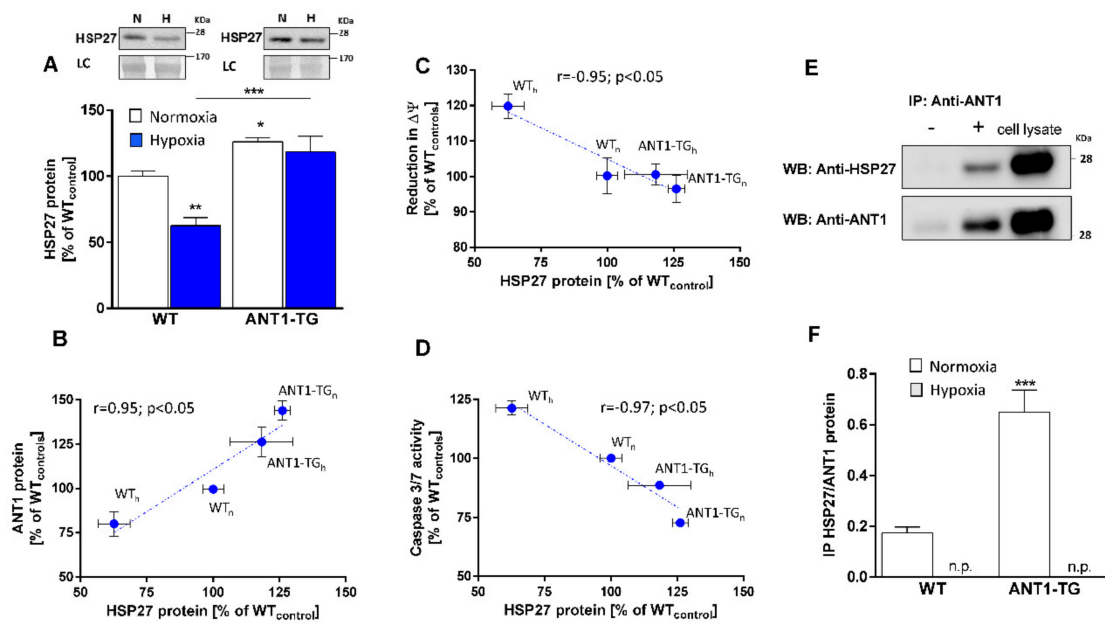 N H
KDa
HSP27
28
LC
170
N H
KDa
HSP27
28
LC
170
A
***
Normoxia
Hypoxia
*
**
HSP27 protein
[% of WTcontrol]
150
100
50
0
WT ANT1-TG
B
r=0.95; p<0.05
ANT1-TGn
ANT1-TGh
WTh
WTn
ANT1 protein
[% of WTcontrols]
150
125
100
75
50
50 75 100 125 150
HSP27 protein [% of WTcontrol]
C
WTh
r=-0.95; p<0.05
WTn
ANT1-TGh
ANT1-TGn
Reduction in ΔΨ
[% of WTcontrols]
130
120
110
100
90
80
50 75 100 125 150
HSP27 protein [% of WTcontrol]
D
WTh
r=-0.97; p<0.05
WTn
ANT1-TGh
ANT1-TGn
Caspase 3/7 activity
[% of WTcontrols]
125
100
75
50
50 75 100 125 150
HSP27 protein [% of WTcontrol]
E
IP: Anti-ANT1
- + cell lysate
KDa
WB: Anti-HSP27
28
WB: Anti-ANT1
28
F
Normoxia
Hypoxia
***
IP HSP27/ANT1 protein
0.8
0.6
0.4
0.2
0.0
n.p. n.p.
WT ANT1-TG